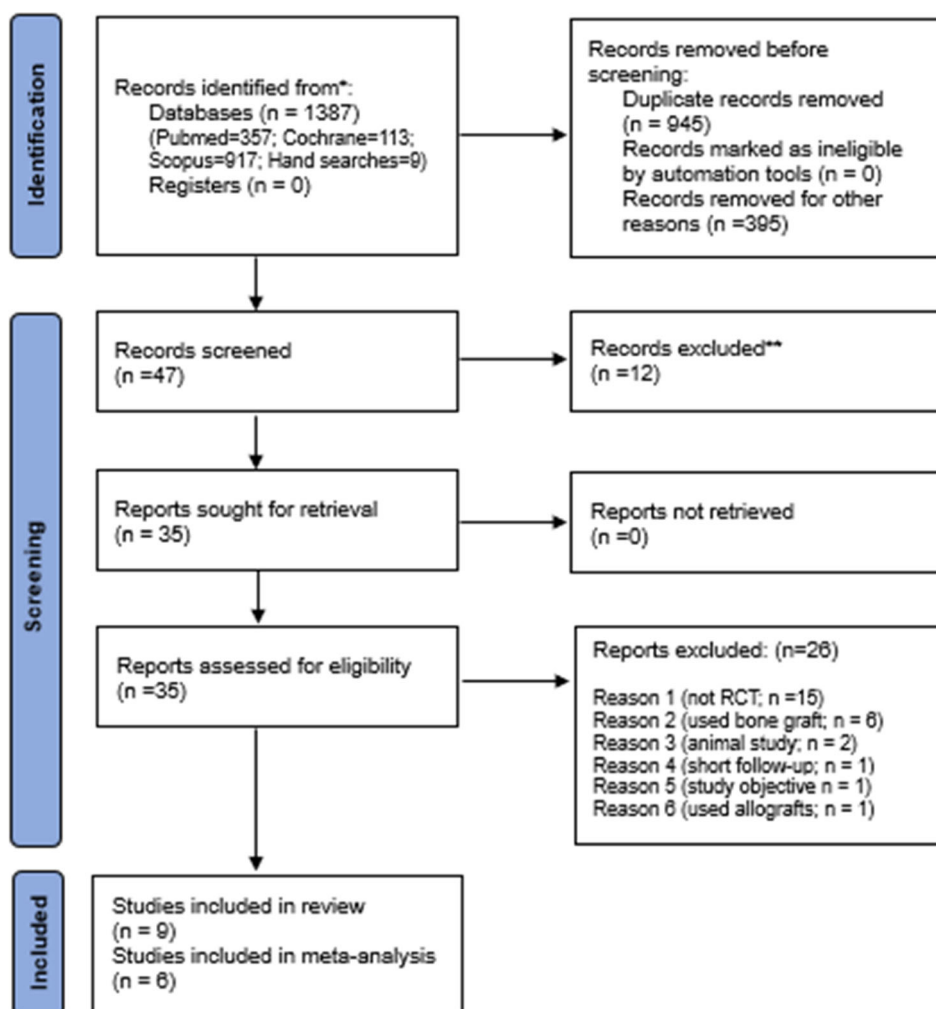 Identification
Records identified from*:
Databases (n = 1387)
(Pubmed=357; Cochrane=113;
Scopus=917; Hand searches=9)
Registers (n = 0)
Records removed before
screening:
Duplicate records removed
(n = 945)
Records marked as ineligible
by automation tools (n = 0)
Records removed for other
reasons (n =395)
Screening
Records screened
(n =47)
Records excluded**
(n =12)
Reports sought for retrieval
(n = 35)
Reports not retrieved
(n =0)
Reports assessed for eligibility
(n =35)
Reports excluded: (n=26)
Reason 1 (not RCT; n =15)
Reason 2 (used bone graft; n = 6)
Reason 3 (animal study; n = 2)
Reason 4 (short follow-up; n = 1)
Reason 5 (study objective n = 1)
Reason 6 (used allografts; n = 1)
Included
Studies included in review
(n = 9)
Studies included in meta-analysis
(n = 6)